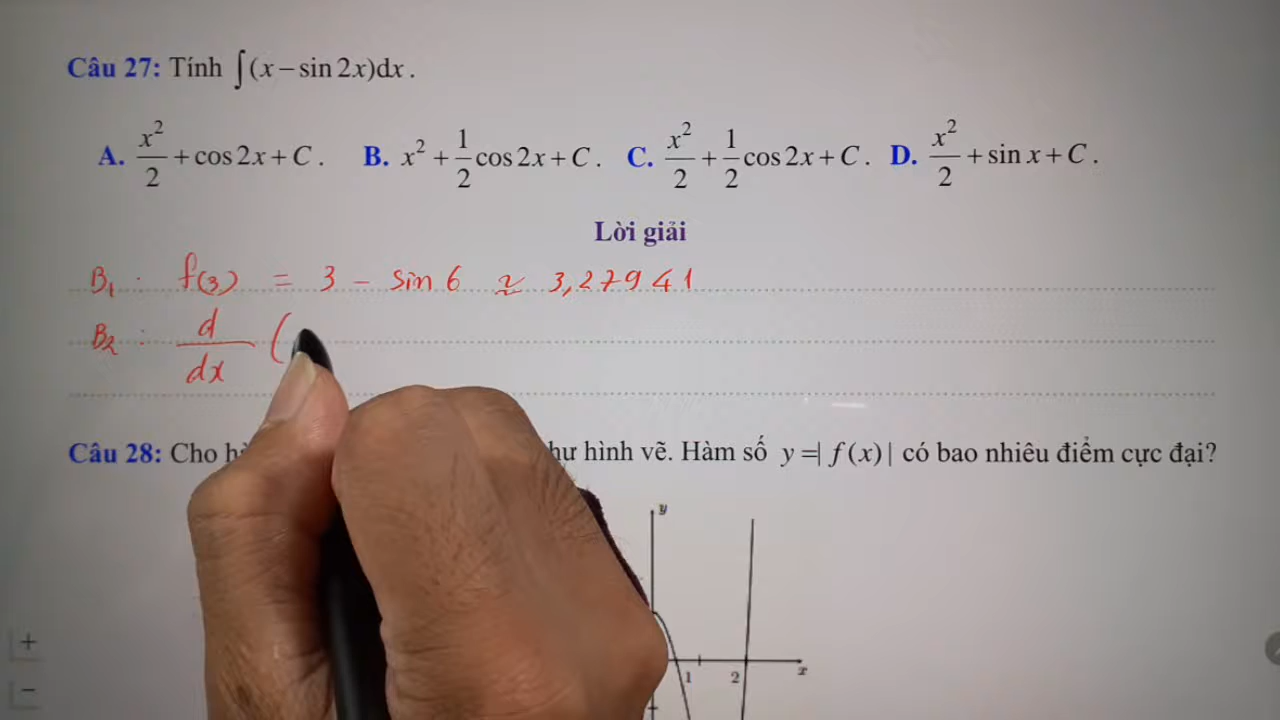 Câu 27: Tính ∫(x − sin 2x)dx .
A. x²/2 + cos 2x + C . B. x² + 1/2 cos 2x + C . C. x²/2 + 1/2 cos 2x + C . D. x²/2 + sin x + C .
Lời giải
B₁ : f(3) = 3 − sin 6 ≈ 3,27941
B₂ : d/dx (
Câu 28: Cho hình vẽ. Hàm số y =| f(x) | có bao nhiêu điểm cực đại?
y
1 2 x
+
−